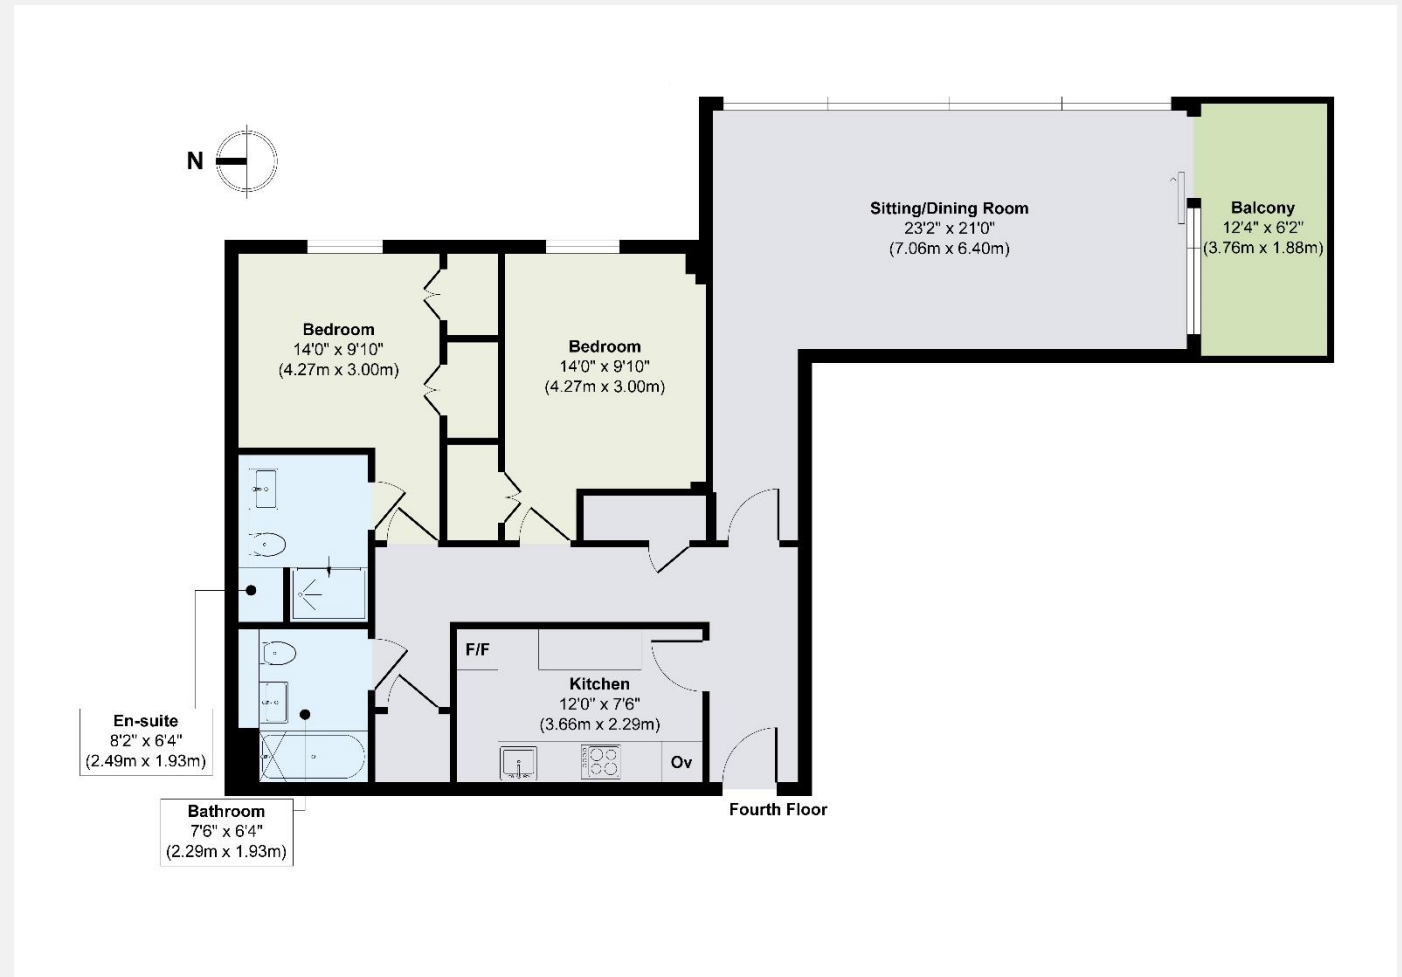 N
Sitting/Dining Room
23'2" x 21'0"
(7.06m x 6.40m)
Balcony
12'4" x 6'2"
(3.76m x 1.88m)
Bedroom
14'0" x 9'10"
(4.27m x 3.00m)
Bedroom
14'0" x 9'10"
(4.27m x 3.00m)
F/F
Kitchen
12'0" x 7'6"
(3.66m x 2.29m)
Ov
En-suite
8'2" x 6'4"
(2.49m x 1.93m)
Bathroom
7'6" x 6'4"
(2.29m x 1.93m)
Fourth Floor